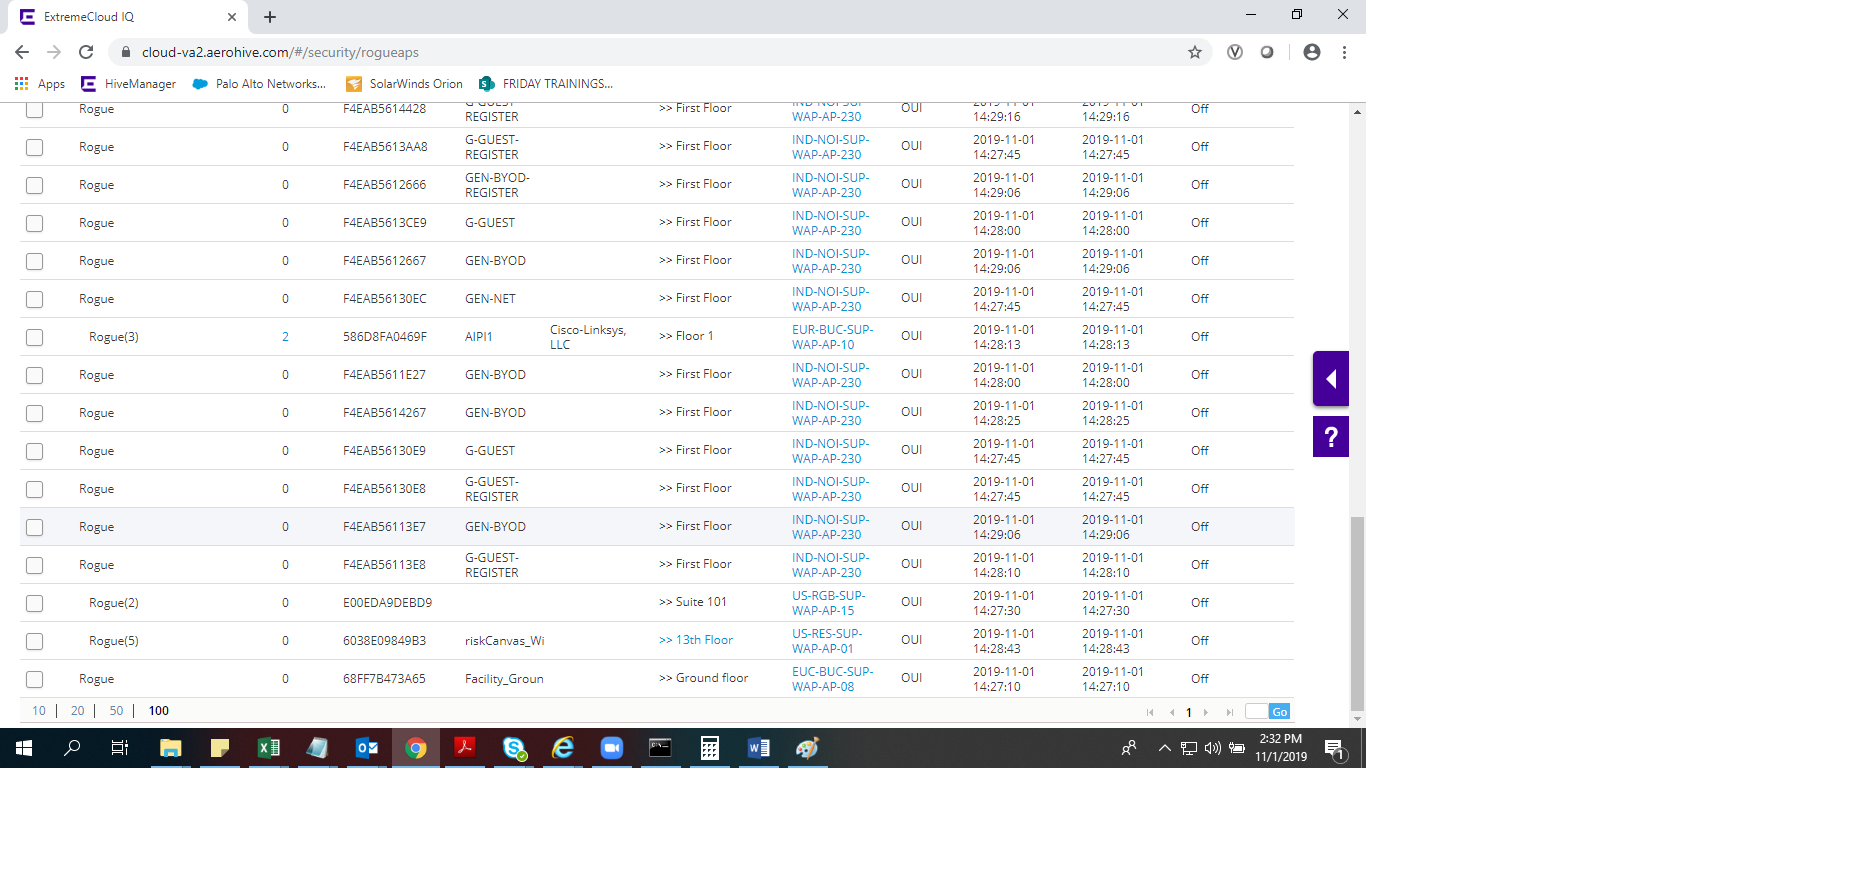 ExtremeCloud IQ
cloud-va2.aerohive.com/#/security/rogueaps
Apps HiveManager Palo Alto Networks... SolarWinds Orion FRIDAY TRAININGS...
Rogue 0 F4EAB5614428 G-GUEST-REGISTER >> First Floor IND-NOI-SUP-WAP-AP-230 OUI 2019-11-01 14:29:16 2019-11-01 14:29:16 Off
Rogue 0 F4EAB5613AA8 G-GUEST-REGISTER >> First Floor IND-NOI-SUP-WAP-AP-230 OUI 2019-11-01 14:27:45 2019-11-01 14:27:45 Off
Rogue 0 F4EAB5612666 GEN-BYOD-REGISTER >> First Floor IND-NOI-SUP-WAP-AP-230 OUI 2019-11-01 14:29:06 2019-11-01 14:29:06 Off
Rogue 0 F4EAB5613CE9 G-GUEST >> First Floor IND-NOI-SUP-WAP-AP-230 OUI 2019-11-01 14:28:00 2019-11-01 14:28:00 Off
Rogue 0 F4EAB5612667 GEN-BYOD >> First Floor IND-NOI-SUP-WAP-AP-230 OUI 2019-11-01 14:29:06 2019-11-01 14:29:06 Off
Rogue 0 F4EAB56130EC GEN-NET >> First Floor IND-NOI-SUP-WAP-AP-230 OUI 2019-11-01 14:27:45 2019-11-01 14:27:45 Off
Rogue(3) 2 586D8FA0469F AIPI1 Cisco-Linksys, LLC >> Floor 1 EUR-BUC-SUP-WAP-AP-10 OUI 2019-11-01 14:28:13 2019-11-01 14:28:13 Off
Rogue 0 F4EAB5611E27 GEN-BYOD >> First Floor IND-NOI-SUP-WAP-AP-230 OUI 2019-11-01 14:28:00 2019-11-01 14:28:00 Off
Rogue 0 F4EAB5614267 GEN-BYOD >> First Floor IND-NOI-SUP-WAP-AP-230 OUI 2019-11-01 14:28:25 2019-11-01 14:28:25 Off
Rogue 0 F4EAB56130E9 G-GUEST >> First Floor IND-NOI-SUP-WAP-AP-230 OUI 2019-11-01 14:27:45 2019-11-01 14:27:45 Off
Rogue 0 F4EAB56130E8 G-GUEST-REGISTER >> First Floor IND-NOI-SUP-WAP-AP-230 OUI 2019-11-01 14:27:45 2019-11-01 14:27:45 Off
Rogue 0 F4EAB56113E7 GEN-BYOD >> First Floor IND-NOI-SUP-WAP-AP-230 OUI 2019-11-01 14:29:06 2019-11-01 14:29:06 Off
Rogue 0 F4EAB56113E8 G-GUEST-REGISTER >> First Floor IND-NOI-SUP-WAP-AP-230 OUI 2019-11-01 14:28:10 2019-11-01 14:28:10 Off
Rogue(2) 0 E00EDA9DEBD9 >> Suite 101 US-RGB-SUP-WAP-AP-15 OUI 2019-11-01 14:27:30 2019-11-01 14:27:30 Off
Rogue(5) 0 6038E09849B3 riskCanvas_Wi >> 13th Floor US-RES-SUP-WAP-AP-01 OUI 2019-11-01 14:28:43 2019-11-01 14:28:43 Off
Rogue 0 68FF7B473A65 Facility_Groun >> Ground floor EUC-BUC-SUP-WAP-AP-08 OUI 2019-11-01 14:27:10 2019-11-01 14:27:10 Off
10 | 20 | 50 | 100 1 Go
?
2:32 PM
11/1/2019
1